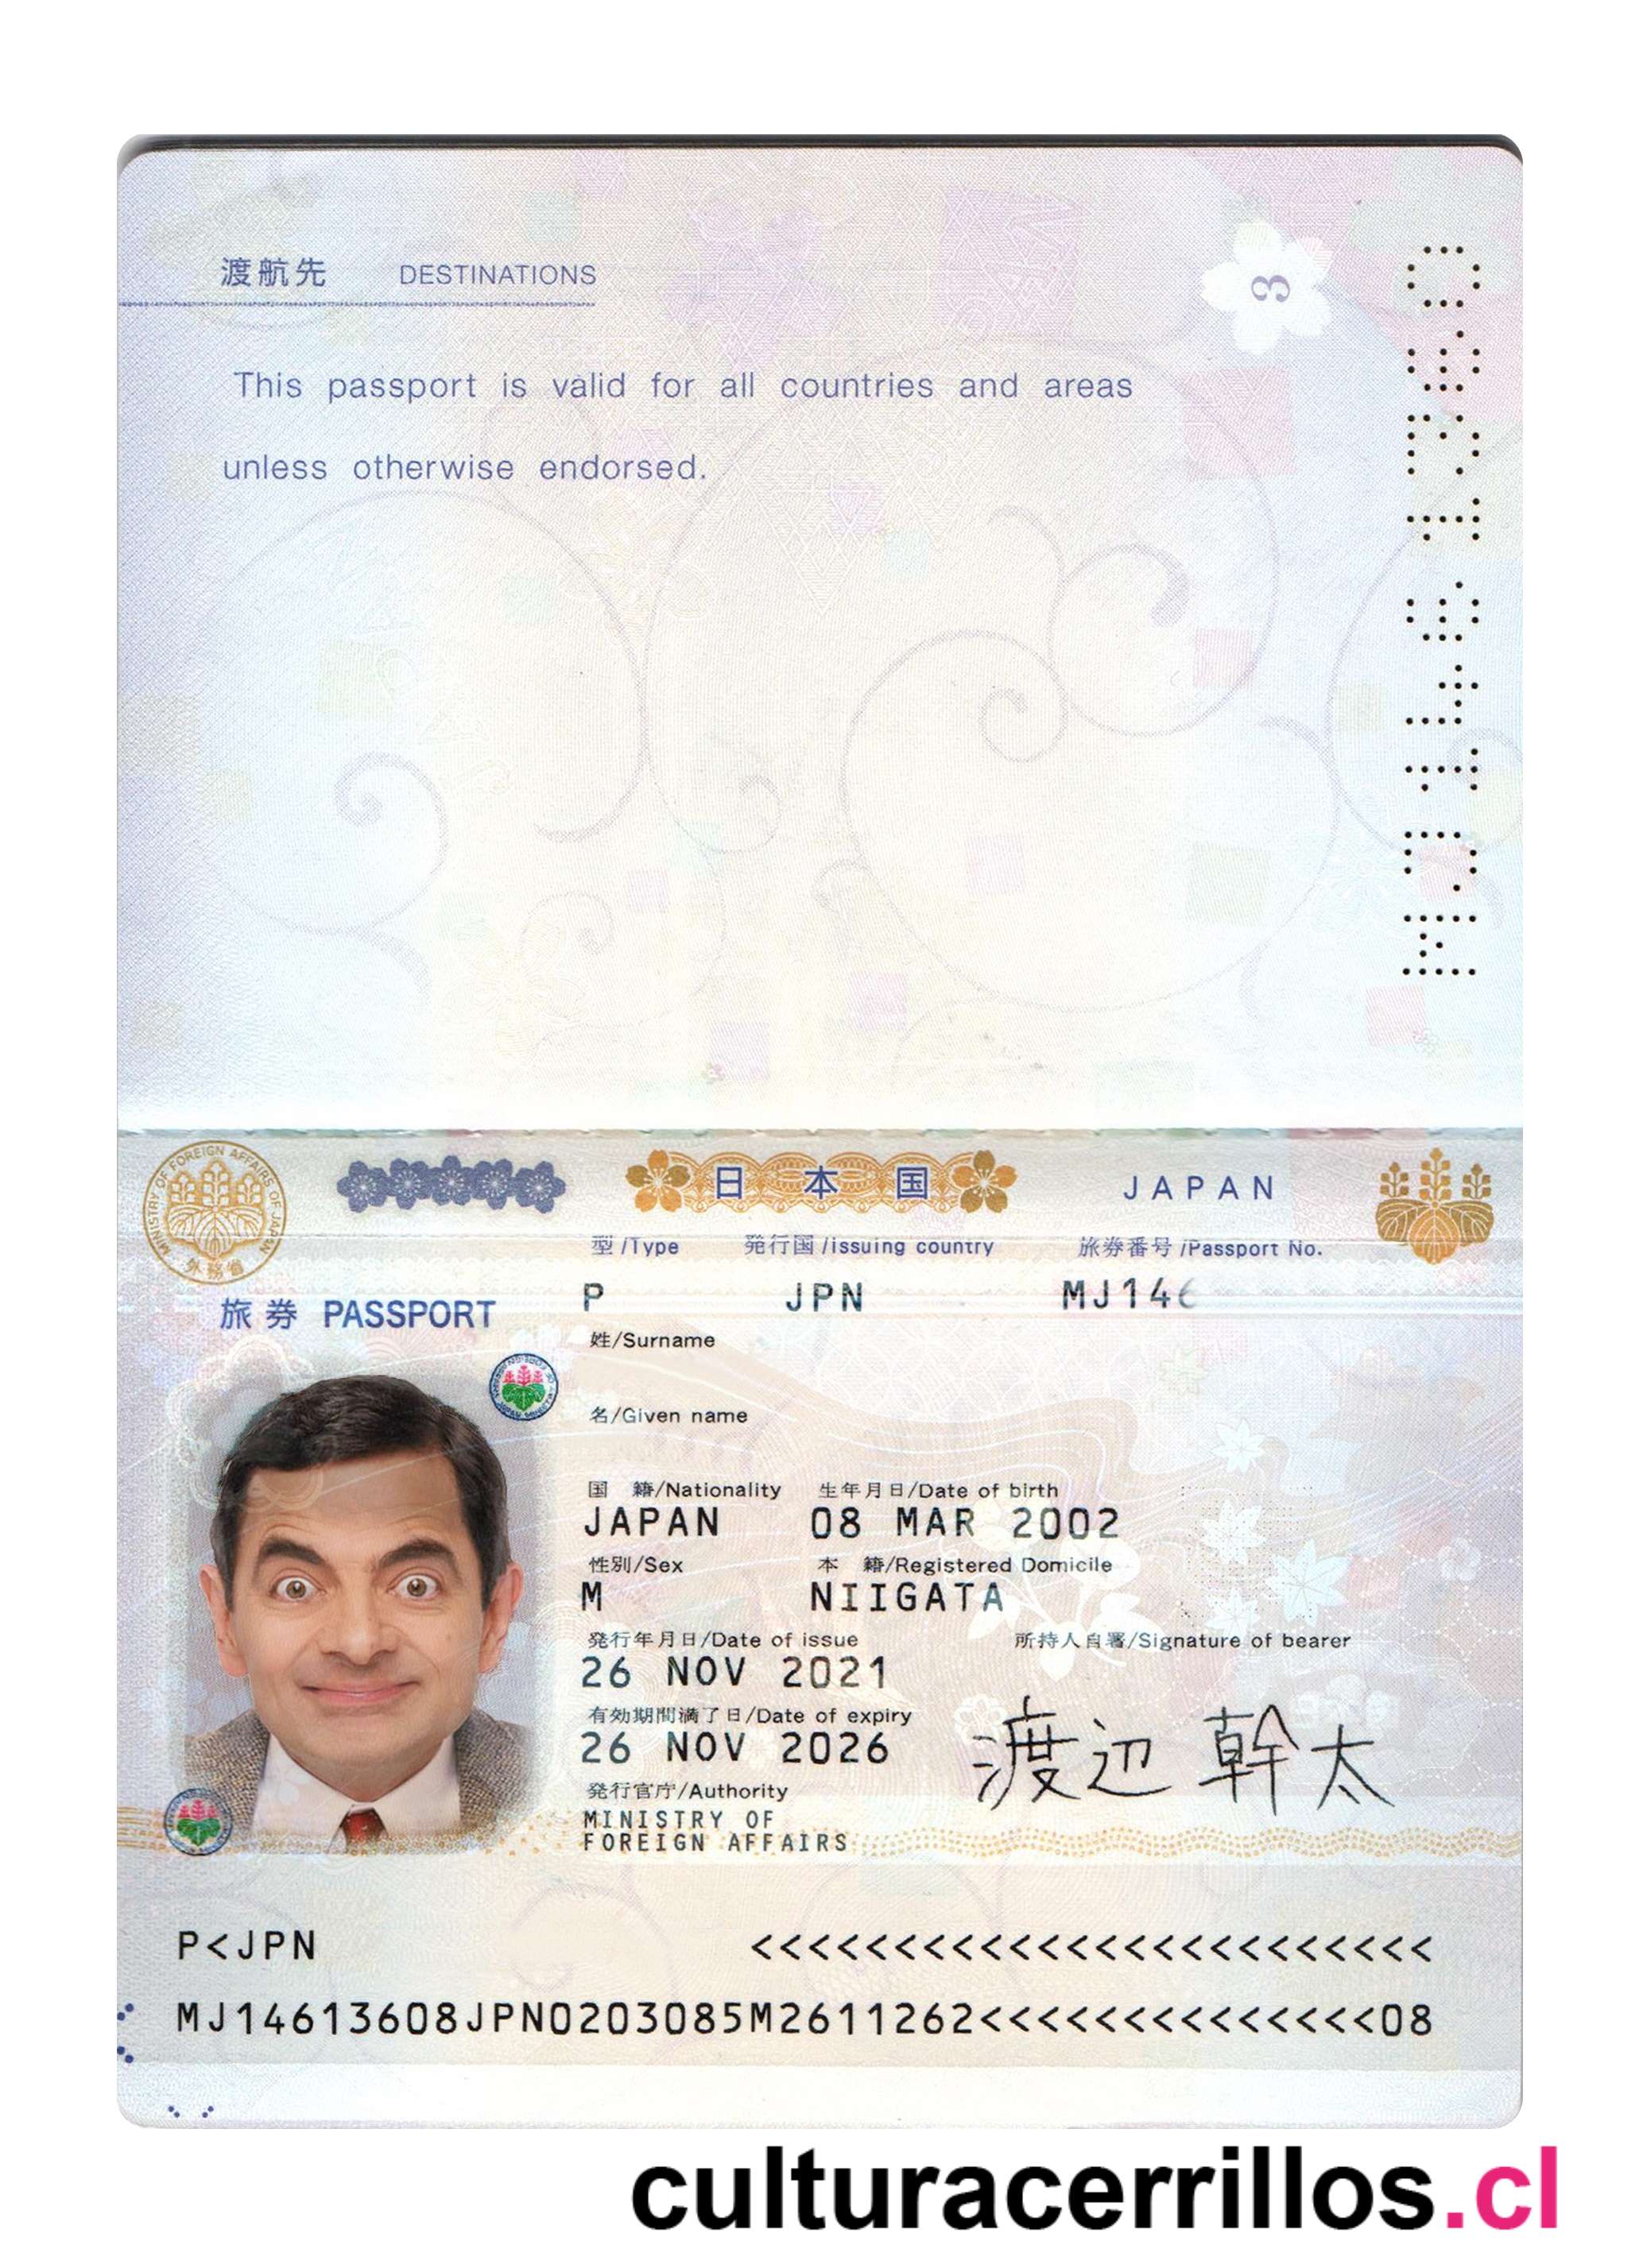 渡航先 DESTINATIONS
3
This passport is valid for all countries and areas
unless otherwise endorsed.
MINISTRY OF FOREIGN AFFAIRS OF JAPAN
外務省
日本国 JAPAN
型/Type 発行国/issuing country 旅券番号/Passport No.
旅券 PASSPORT
P JPN MJ146
姓/Surname
名/Given name
国 籍/Nationality 生年月日/Date of birth
JAPAN 08 MAR 2002
性別/Sex 本 籍/Registered Domicile
M NIIGATA
発行年月日/Date of issue 所持人自署/Signature of bearer
26 NOV 2021
有効期間満了日/Date of expiry
26 NOV 2026
渡辺 幹太
発行官庁/Authority
MINISTRY OF
FOREIGN AFFAIRS
P<JPN <<<<<<<<<<<<<<<<<<<<<<<<
MJ14613608JPN0203085M2611262<<<<<<<<<<<<<<08
culturacerrillos.cl